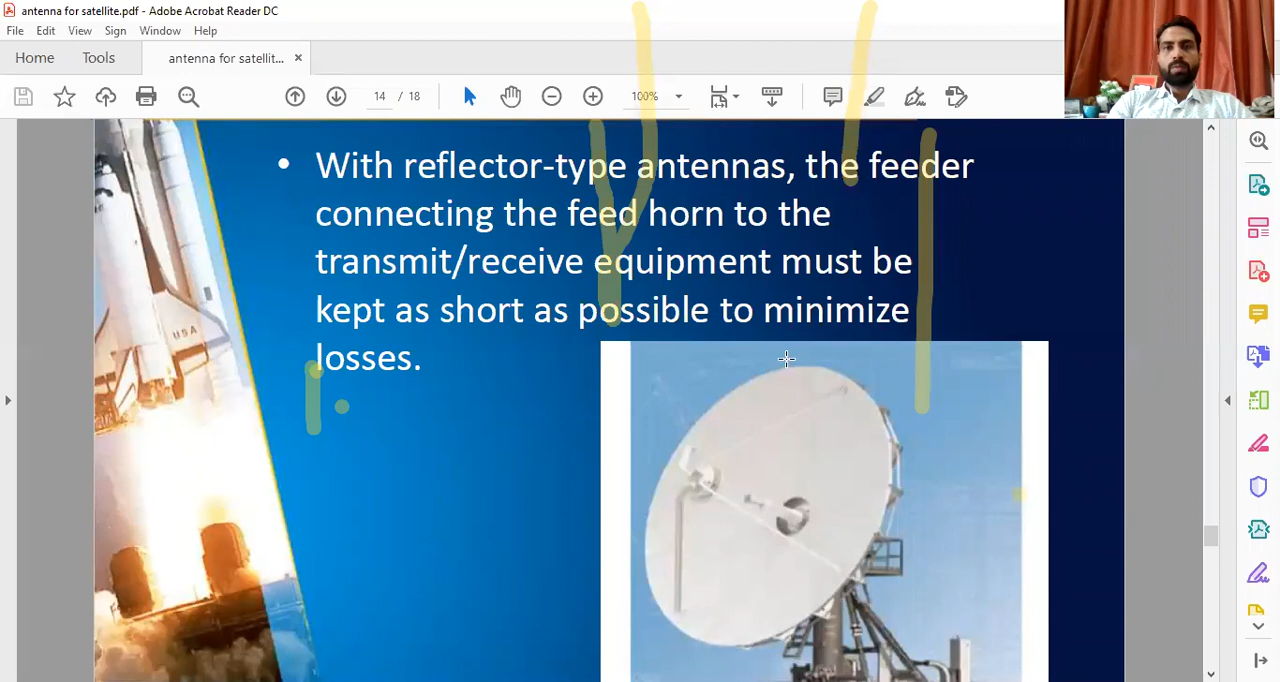 antenna for satellite.pdf - Adobe Acrobat Reader DC
File Edit View Sign Window Help
Home Tools antenna for satellit... ×
14 / 18 100%
• With reflector-type antennas, the feeder
connecting the feed horn to the
transmit/receive equipment must be
kept as short as possible to minimize
losses.
USA